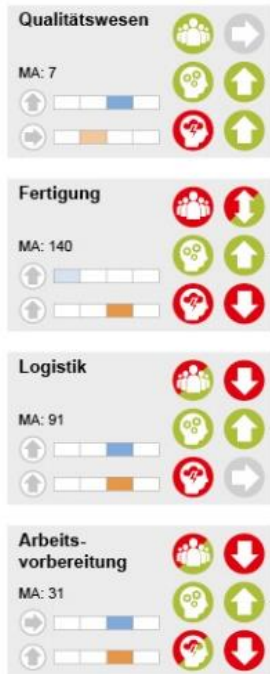 Qualitätswesen
MA: 7
Fertigung
MA: 140
Logistik
MA: 91
Arbeits-
vorbereitung
MA: 31